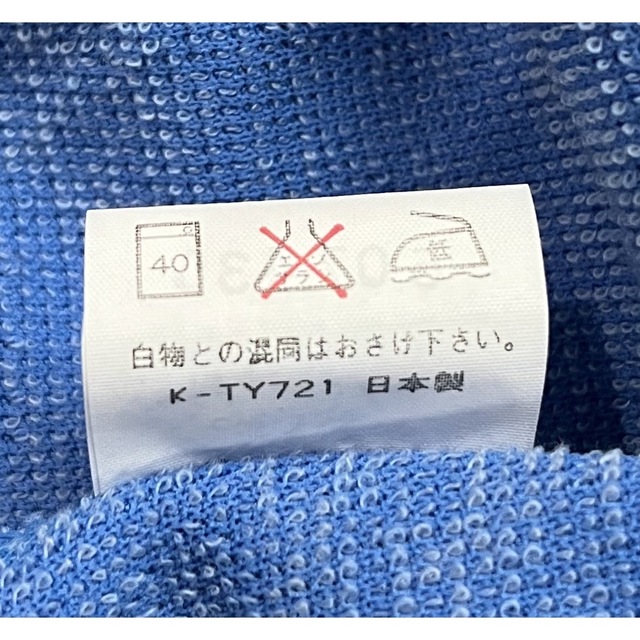 40 エンソ サラシ 低
白物との混同はおさけ下さい。
K-TY721 日本製